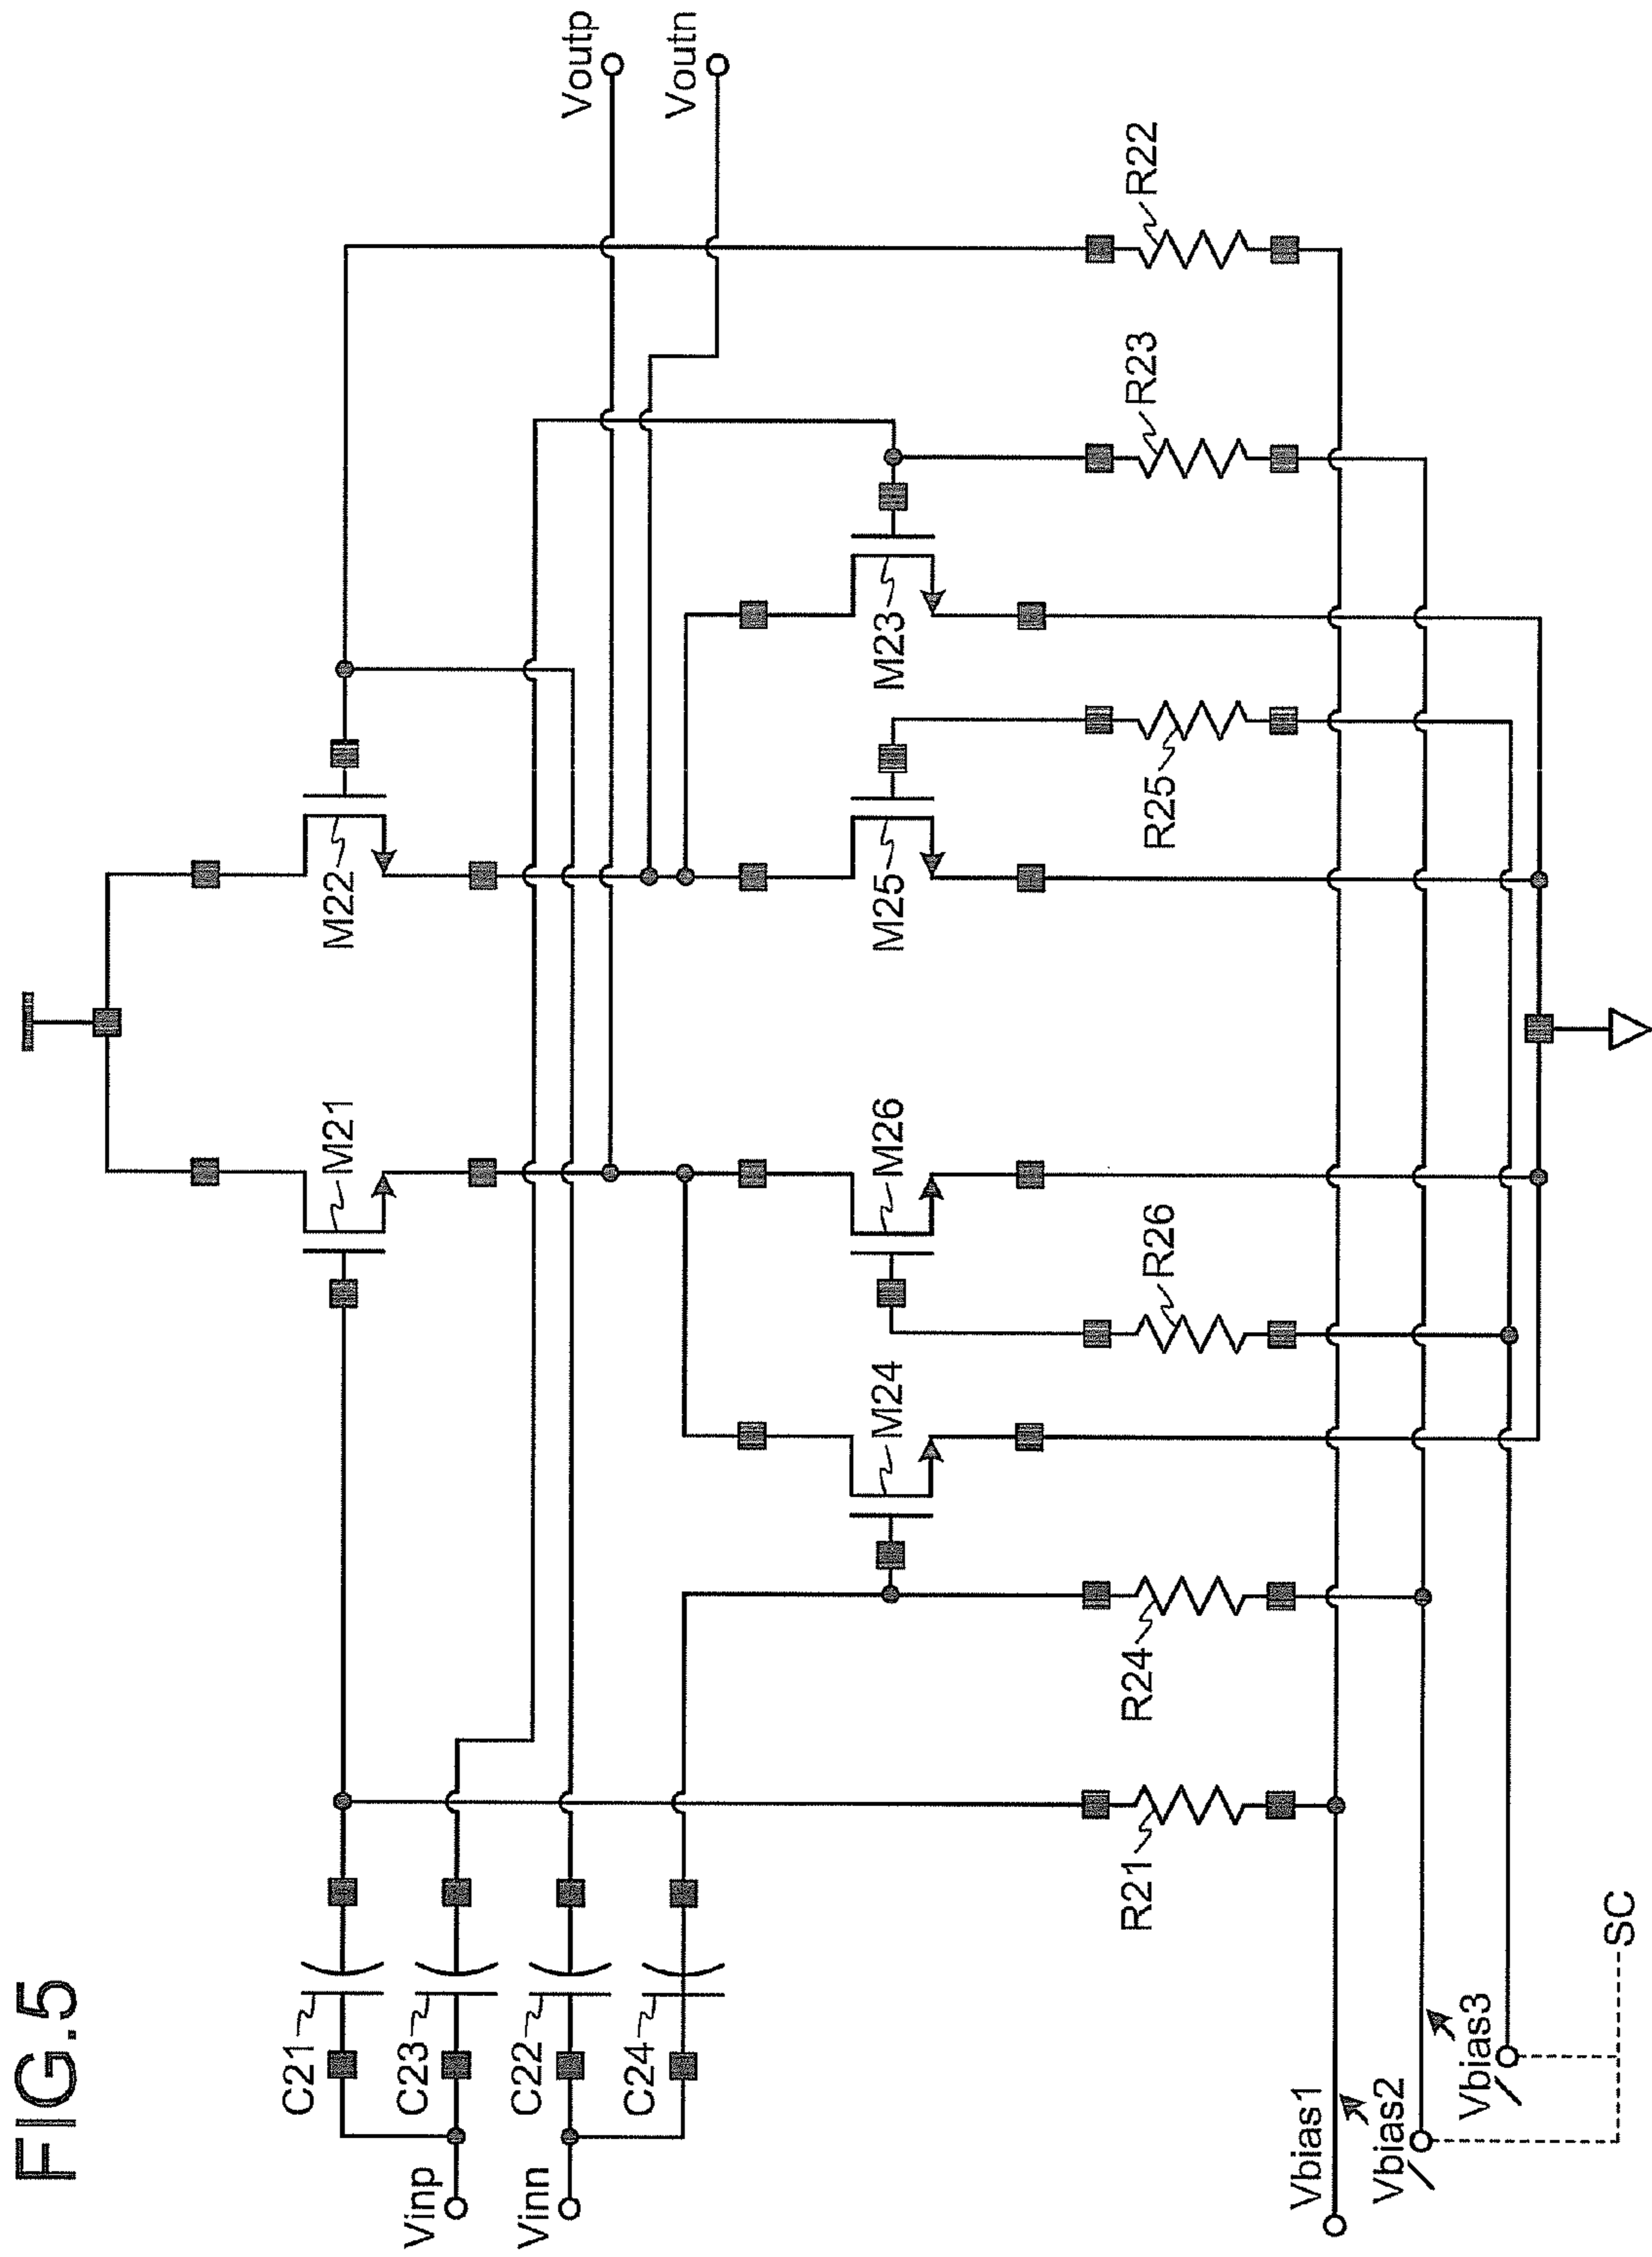 FIG.5
Voutp
Voutn
M21
M22
C21
C23
C22
C24
Vinp
Vinn
M24
M26
M25
M23
R21
R24
R26
R25
R23
R22
Vbias1
Vbias2
Vbias3
SC